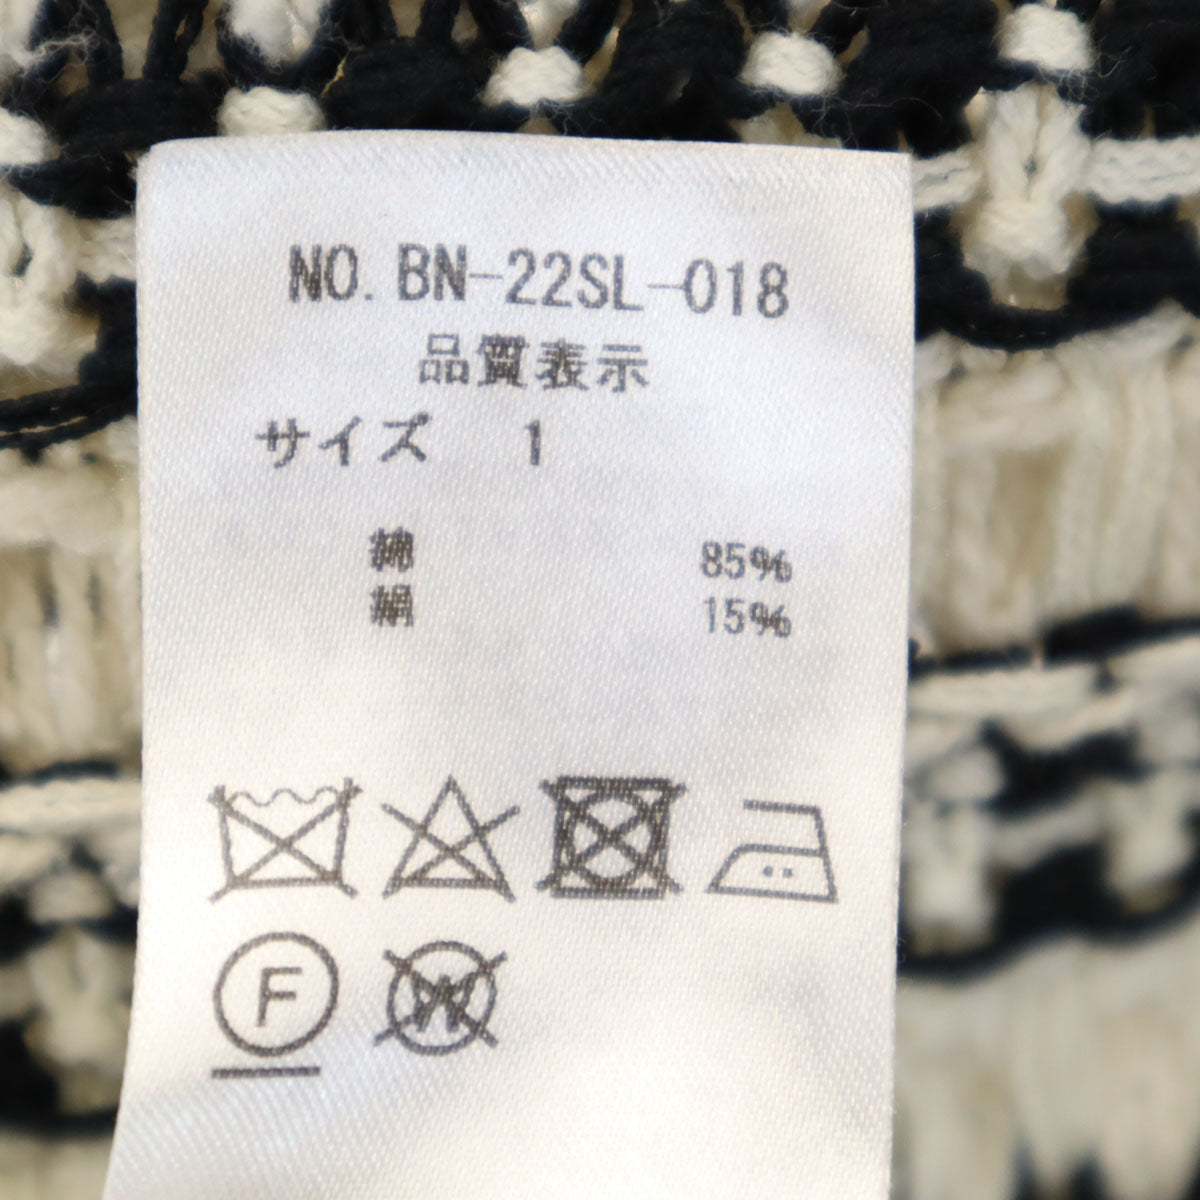 NO. BN-22SL-018
品質表示
サイズ 1
綿 85%
絹 15%
F
W